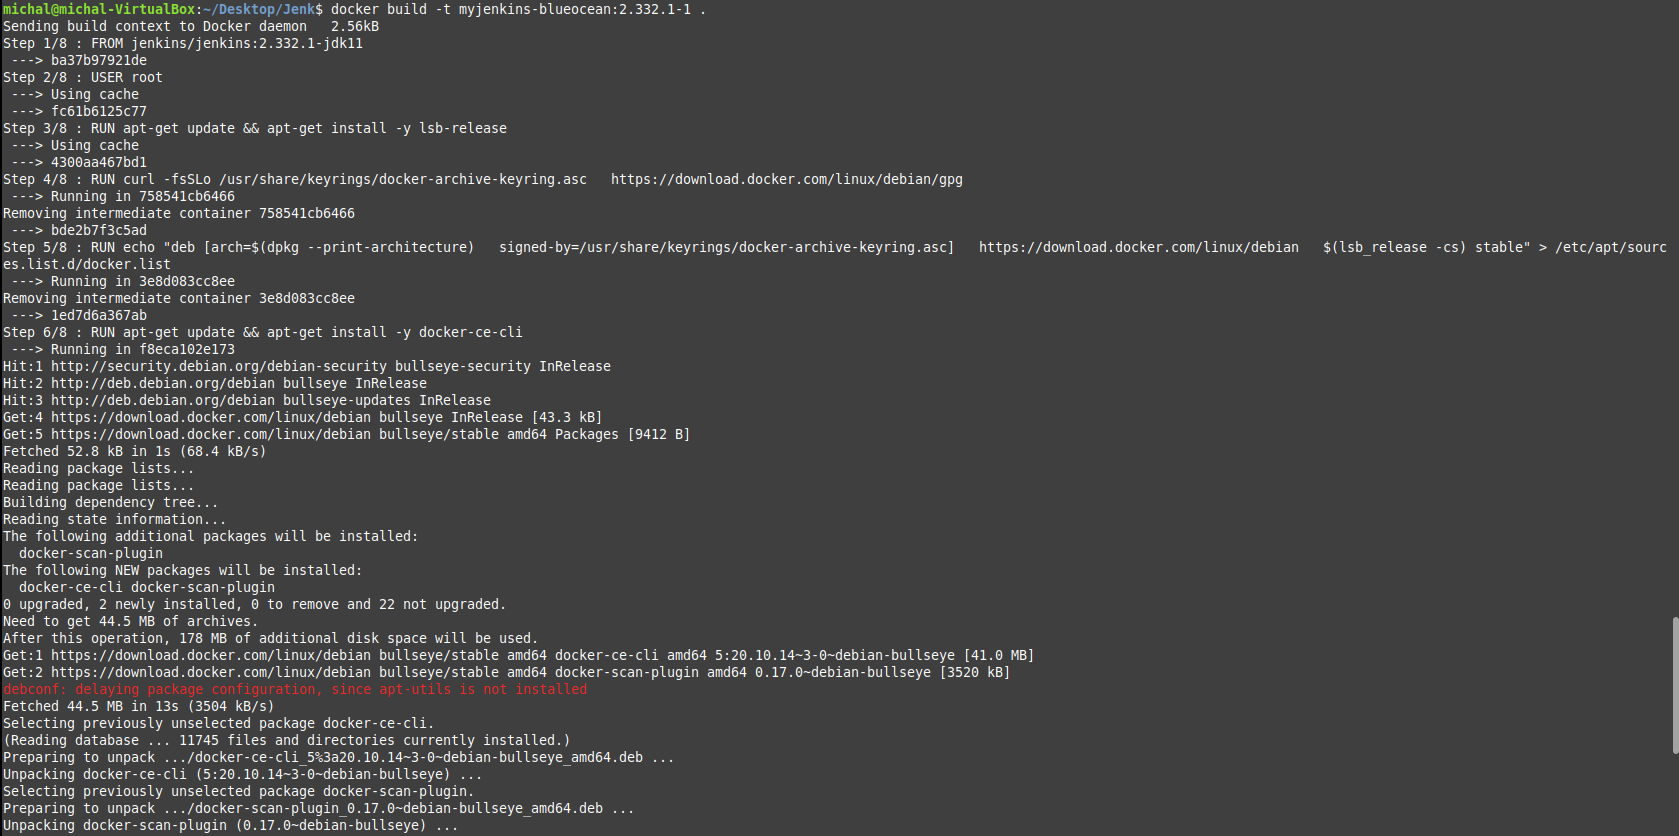 michal@michal-VirtualBox:~/Desktop/Jenk$ docker build -t myjenkins-blueocean:2.332.1-1 .
Sending build context to Docker daemon   2.56kB
Step 1/8 : FROM jenkins/jenkins:2.332.1-jdk11
 ---> ba37b97921de
Step 2/8 : USER root
 ---> Using cache
 ---> fc61b6125c77
Step 3/8 : RUN apt-get update && apt-get install -y lsb-release
 ---> Using cache
 ---> 4300aa467bd1
Step 4/8 : RUN curl -fsSLo /usr/share/keyrings/docker-archive-keyring.asc   https://download.docker.com/linux/debian/gpg
 ---> Running in 758541cb6466
Removing intermediate container 758541cb6466
 ---> bde2b7f3c5ad
Step 5/8 : RUN echo "deb [arch=$(dpkg --print-architecture)   signed-by=/usr/share/keyrings/docker-archive-keyring.asc]   https://download.docker.com/linux/debian   $(lsb_release -cs) stable" > /etc/apt/sourc
es.list.d/docker.list
 ---> Running in 3e8d083cc8ee
Removing intermediate container 3e8d083cc8ee
 ---> 1ed7d6a367ab
Step 6/8 : RUN apt-get update && apt-get install -y docker-ce-cli
 ---> Running in f8eca102e173
Hit:1 http://security.debian.org/debian-security bullseye-security InRelease
Hit:2 http://deb.debian.org/debian bullseye InRelease
Hit:3 http://deb.debian.org/debian bullseye-updates InRelease
Get:4 https://download.docker.com/linux/debian bullseye InRelease [43.3 kB]
Get:5 https://download.docker.com/linux/debian bullseye/stable amd64 Packages [9412 B]
Fetched 52.8 kB in 1s (68.4 kB/s)
Reading package lists...
Reading package lists...
Building dependency tree...
Reading state information...
The following additional packages will be installed:
  docker-scan-plugin
The following NEW packages will be installed:
  docker-ce-cli docker-scan-plugin
0 upgraded, 2 newly installed, 0 to remove and 22 not upgraded.
Need to get 44.5 MB of archives.
After this operation, 178 MB of additional disk space will be used.
Get:1 https://download.docker.com/linux/debian bullseye/stable amd64 docker-ce-cli amd64 5:20.10.14~3-0~debian-bullseye [41.0 MB]
Get:2 https://download.docker.com/linux/debian bullseye/stable amd64 docker-scan-plugin amd64 0.17.0~debian-bullseye [3520 kB]
debconf: delaying package configuration, since apt-utils is not installed
Fetched 44.5 MB in 13s (3504 kB/s)
Selecting previously unselected package docker-ce-cli.
(Reading database ... 11745 files and directories currently installed.)
Preparing to unpack .../docker-ce-cli_5%3a20.10.14~3-0~debian-bullseye_amd64.deb ...
Unpacking docker-ce-cli (5:20.10.14~3-0~debian-bullseye) ...
Selecting previously unselected package docker-scan-plugin.
Preparing to unpack .../docker-scan-plugin_0.17.0~debian-bullseye_amd64.deb ...
Unpacking docker-scan-plugin (0.17.0~debian-bullseye) ...